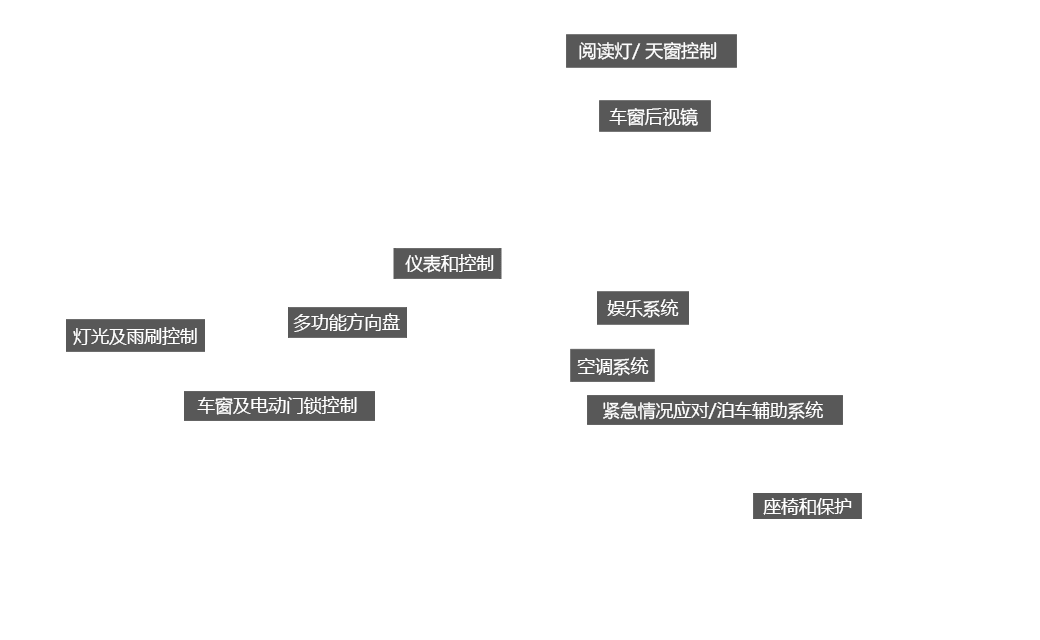 阅读灯/ 天窗控制
车窗后视镜
仪表和控制
娱乐系统
多功能方向盘
灯光及雨刷控制
空调系统
车窗及电动门锁控制
紧急情况应对/泊车辅助系统
座椅和保护